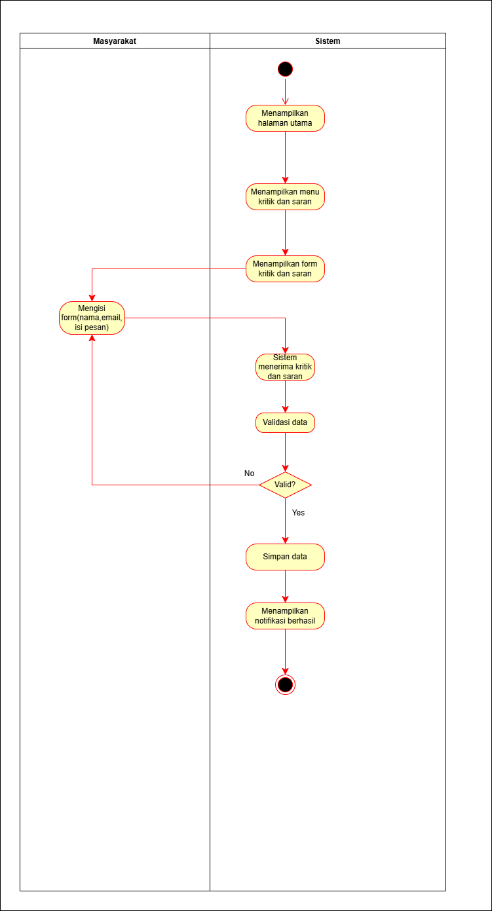 Masyarakat
Sistem
Menampilkan
halaman utama
Menampilkan menu
kritik dan saran
Menampilkan form
kritik dan saran
Mengisi
form(nama,email,
isi pesan)
Sistem
menerima kritik
dan saran
Validasi data
No
Valid?
Yes
Simpan data
Menampilkan
notifikasi berhasil